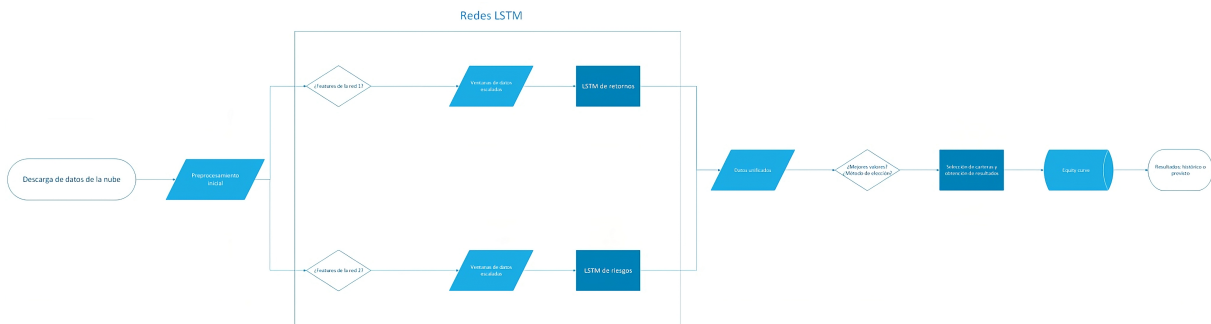 Redes LSTM
¿Features de la red 1?
Ventanas de datos
escalados
LSTM de retornos
Descarga de datos de la nube
Preprocesamiento
inicial
Datos unificados
¿Mejores valores?
¿Método de elección?
Selección de carteras y
obtención de resultados
Equity curve
Resultados: histórico o
previsto
¿Features de la red 2?
Ventanas de datos
escalados
LSTM de riesgos